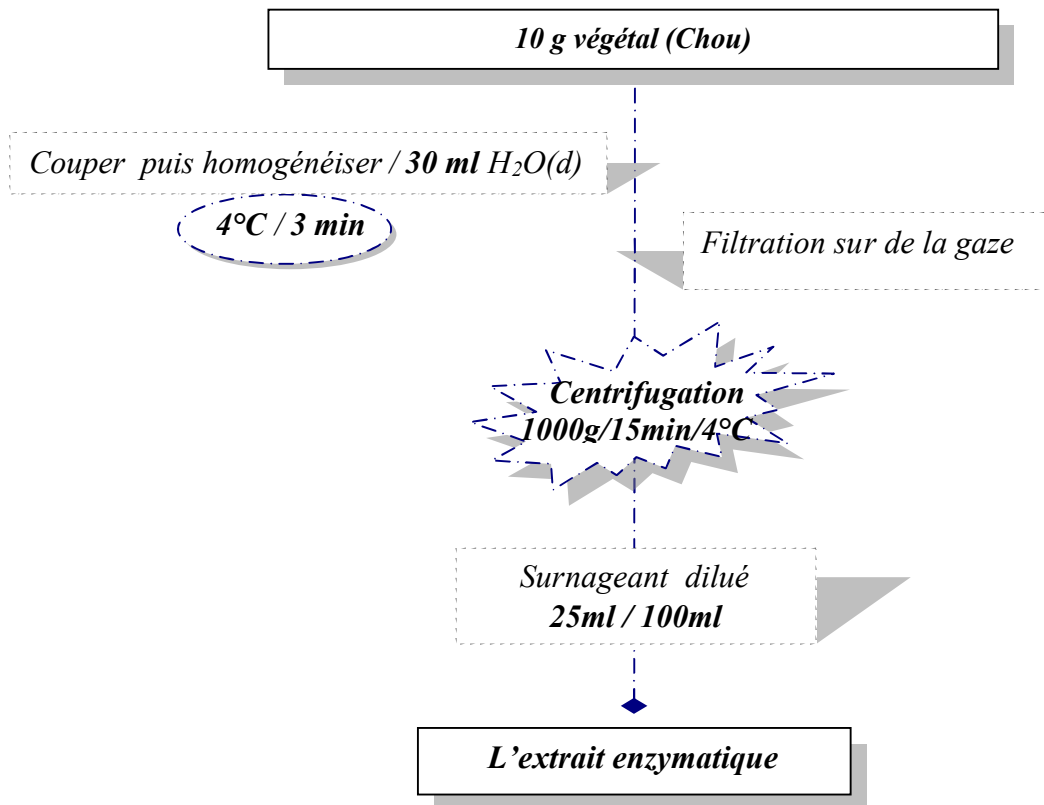 10 g végétal (Chou)
Couper puis homogénéiser / 30 ml H₂O(d)
4°C / 3 min
Filtration sur de la gaze
Centrifugation
1000g/15min/4°C
Surnageant dilué
25ml / 100ml
L’extrait enzymatique